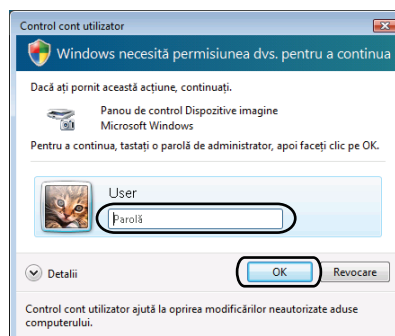 Control cont utilizator
Windows necesită permisiunea dvs. pentru a continua
Dacă ați pornit această acțiune, continuați.
Panou de control Dispozitive imagine
Microsoft Windows
Pentru a continua, tastați o parolă de administrator, apoi faceți clic pe OK.
User
Parolă
Detalii
OK
Revocare
Control cont utilizator ajută la oprirea modificărilor neautorizate aduse
computerului.